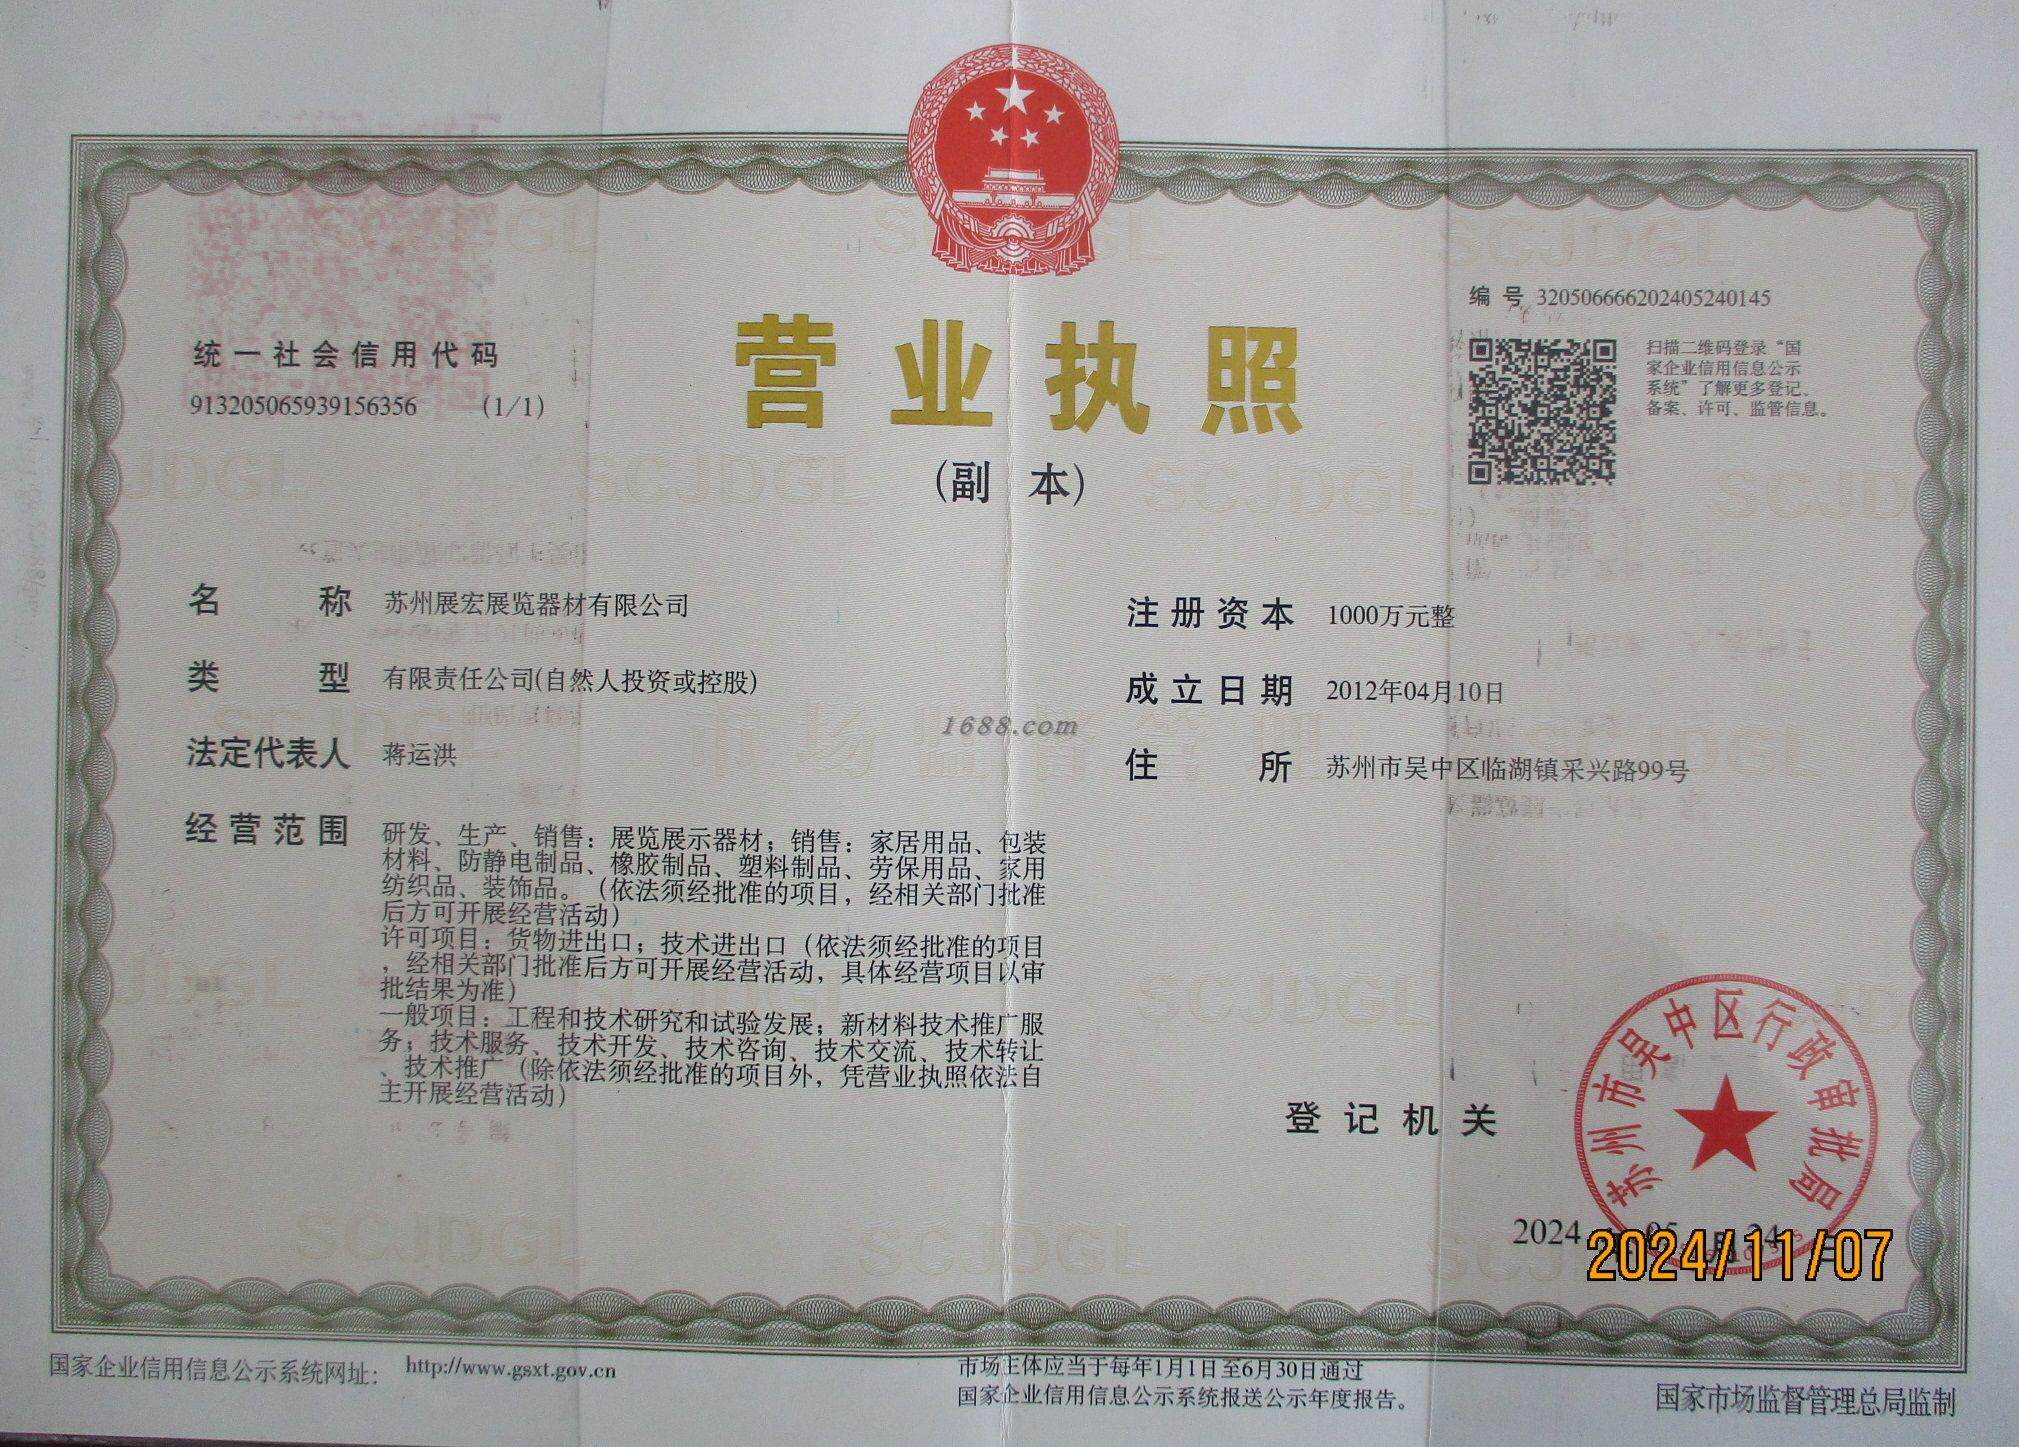 编 号 320506666202405240145
统一社会信用代码
913205065939156356 (1/1)
营业执照
(副 本)
扫描二维码登录“国
家企业信用信息公示
系统”了解更多登记、
备案、许可、监管信息。
名 称 苏州展宏展览器材有限公司
类 型 有限责任公司(自然人投资或控股)
法定代表人 蒋运洪
经营范围 研发、生产、销售：展览展示器材；销售：家居用品、包装
材料、防静电制品、橡胶制品、塑料制品、劳保用品、家用
纺织品、装饰品。（依法须经批准的项目，经相关部门批准
后方可开展经营活动）
许可项目：货物进出口；技术进出口（依法须经批准的项目
，经相关部门批准后方可开展经营活动，具体经营项目以审
批结果为准）
一般项目：工程和技术研究和试验发展；新材料技术推广服
务；技术服务、技术开发、技术咨询、技术交流、技术转让
、技术推广（除依法须经批准的项目外，凭营业执照依法自
主开展经营活动）
注册资本 1000万元整
成立日期 2012年04月10日
住 所 苏州市吴中区临湖镇采兴路99号
1688.com
登记机关
苏州市吴中区行政审批局
2024年05月24日
2024/11/07
国家企业信用信息公示系统网址： http://www.gsxt.gov.cn
市场主体应当于每年1月1日至6月30日通过
国家企业信用信息公示系统报送公示年度报告。
国家市场监督管理总局监制